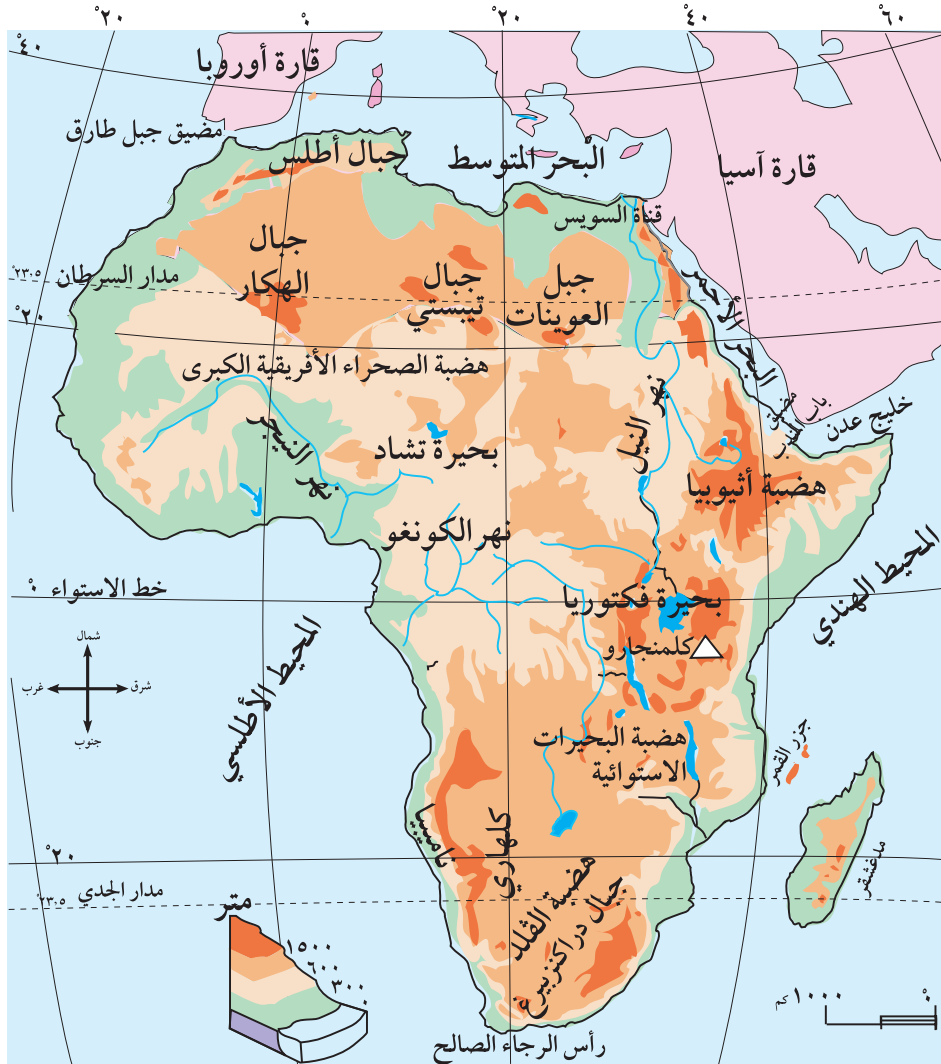 °٢٠
°٠
°٢٠
°٤٠
°٦٠
°٤٠
قارة أوروبا
مضيق جبل طارق
جبال أطلس
البحر المتوسط
قارة آسيا
قناة السويس
جبال
الهكار
جبال
تيبستي
جبل
العوينات
°٢٣.٥
مدار السرطان
°٢٠
البحر الأحمر
هضبة الصحراء الأفريقية الكبرى
مضيق
باب المندب
خليج عدن
نهر النيجر
بحيرة تشاد
نهر النيل
هضبة أثيوبيا
نهر الكونغو
المحيط الهندي
خط الاستواء
°٠
بحيرة فكتوريا
كلمنجارو
شمال
شرق
غرب
جنوب
المحيط الأطلسي
هضبة البحيرات
الاستوائية
جزر القمر
ناميبيا
كلهاري
هضبة الڤلد
جبال دراكنزبيرغ
مدغشقر
°٢٠
مدار الجدي
°٢٣.٥
متر
١٥٠٠
٦٠٠
٣٠٠
٠
١٠٠٠ كم
رأس الرجاء الصالح